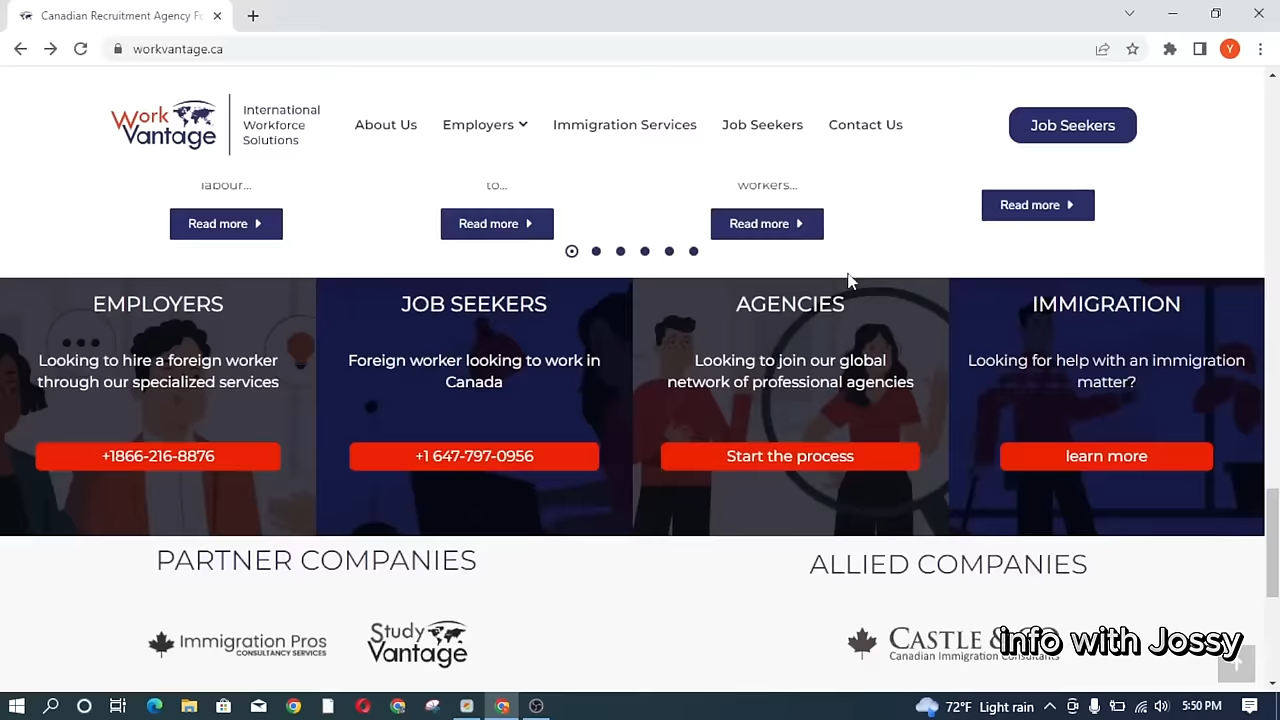 Canadian Recruitment Agency Fo
workvantage.ca
Y
Work
Vantage
International
Workforce
Solutions
About Us
Employers
Immigration Services
Job Seekers
Contact Us
Job Seekers
labour...
to...
workers...
Read more
Read more
Read more
Read more
EMPLOYERS
Looking to hire a foreign worker
through our specialized services
+1866-216-8876
JOB SEEKERS
Foreign worker looking to work in
Canada
+1 647-797-0956
AGENCIES
Looking to join our global
network of professional agencies
Start the process
IMMIGRATION
Looking for help with an immigration
matter?
learn more
PARTNER COMPANIES
ALLIED COMPANIES
Immigration Pros
CONSULTANCY SERVICES
Study
Vantage
CASTLE &
Canadian Immigration Consultants
info with Jossy
72°F Light rain
5:50 PM